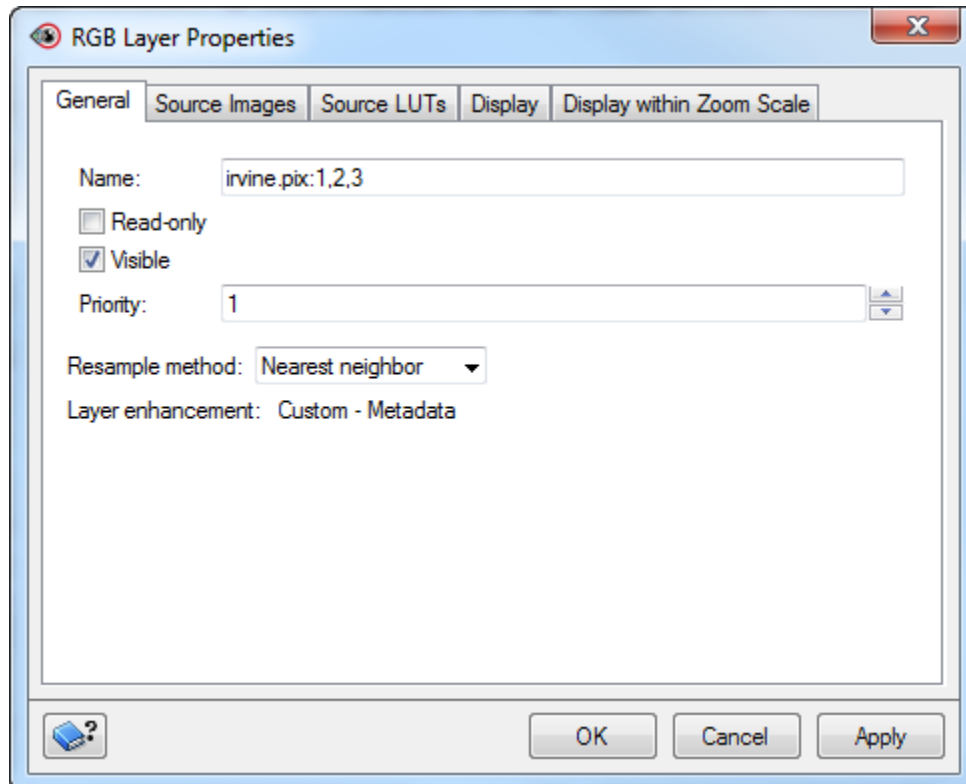 RGB Layer Properties
General Source Images Source LUTs Display Display within Zoom Scale
Name: irvine.pix:1,2,3
Read-only
Visible
Priority: 1
Resample method: Nearest neighbor
Layer enhancement: Custom - Metadata
? OK Cancel Apply